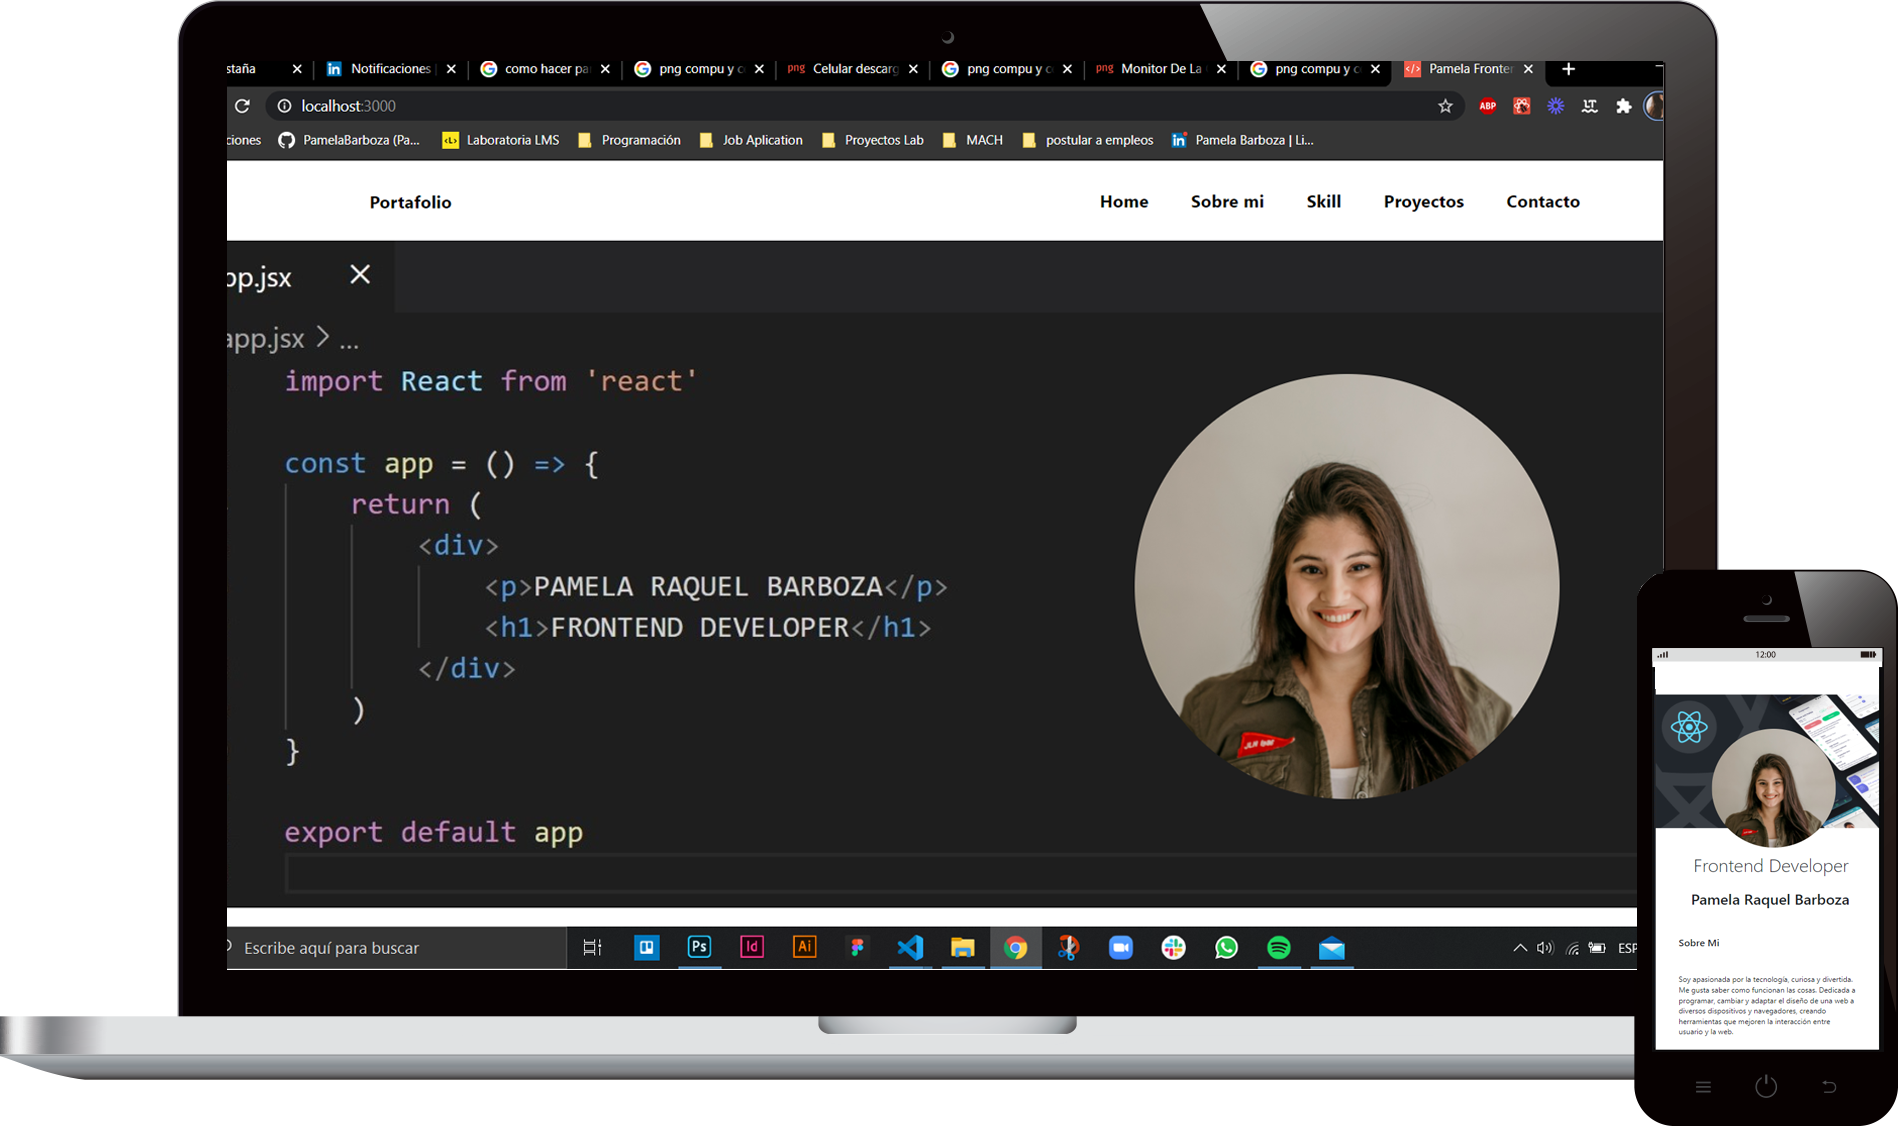 staña
Notificaciones
como hacer pa
png compu y c
Celular descarg
png compu y c
Monitor De La
png compu y c
Pamela Fronter
localhost:3000
ABP
ciones
PamelaBarboza (Pa...
Laboratoria LMS
Programación
Job Aplication
Proyectos Lab
MACH
postular a empleos
Pamela Barboza | Li...
Portafolio
Home
Sobre mi
Skill
Proyectos
Contacto
pp.jsx
app.jsx > ...
import React from 'react'
const app = () => {
return (
<div>
<p>PAMELA RAQUEL BARBOZA</p>
<h1>FRONTEND DEVELOPER</h1>
</div>
)
}
export default app
Escribe aquí para buscar
Ps
Id
Ai
ESP
12:00
Frontend Developer
Pamela Raquel Barboza
Sobre Mi
Soy apasionada por la tecnología, curiosa y divertida.
Me gusta saber como funcionan las cosas. Dedicada a
programar, cambiar y adaptar el diseño de una web a
diversos dispositivos y navegadores, creando
herramientas que mejoren la interacción entre
usuario y la web.